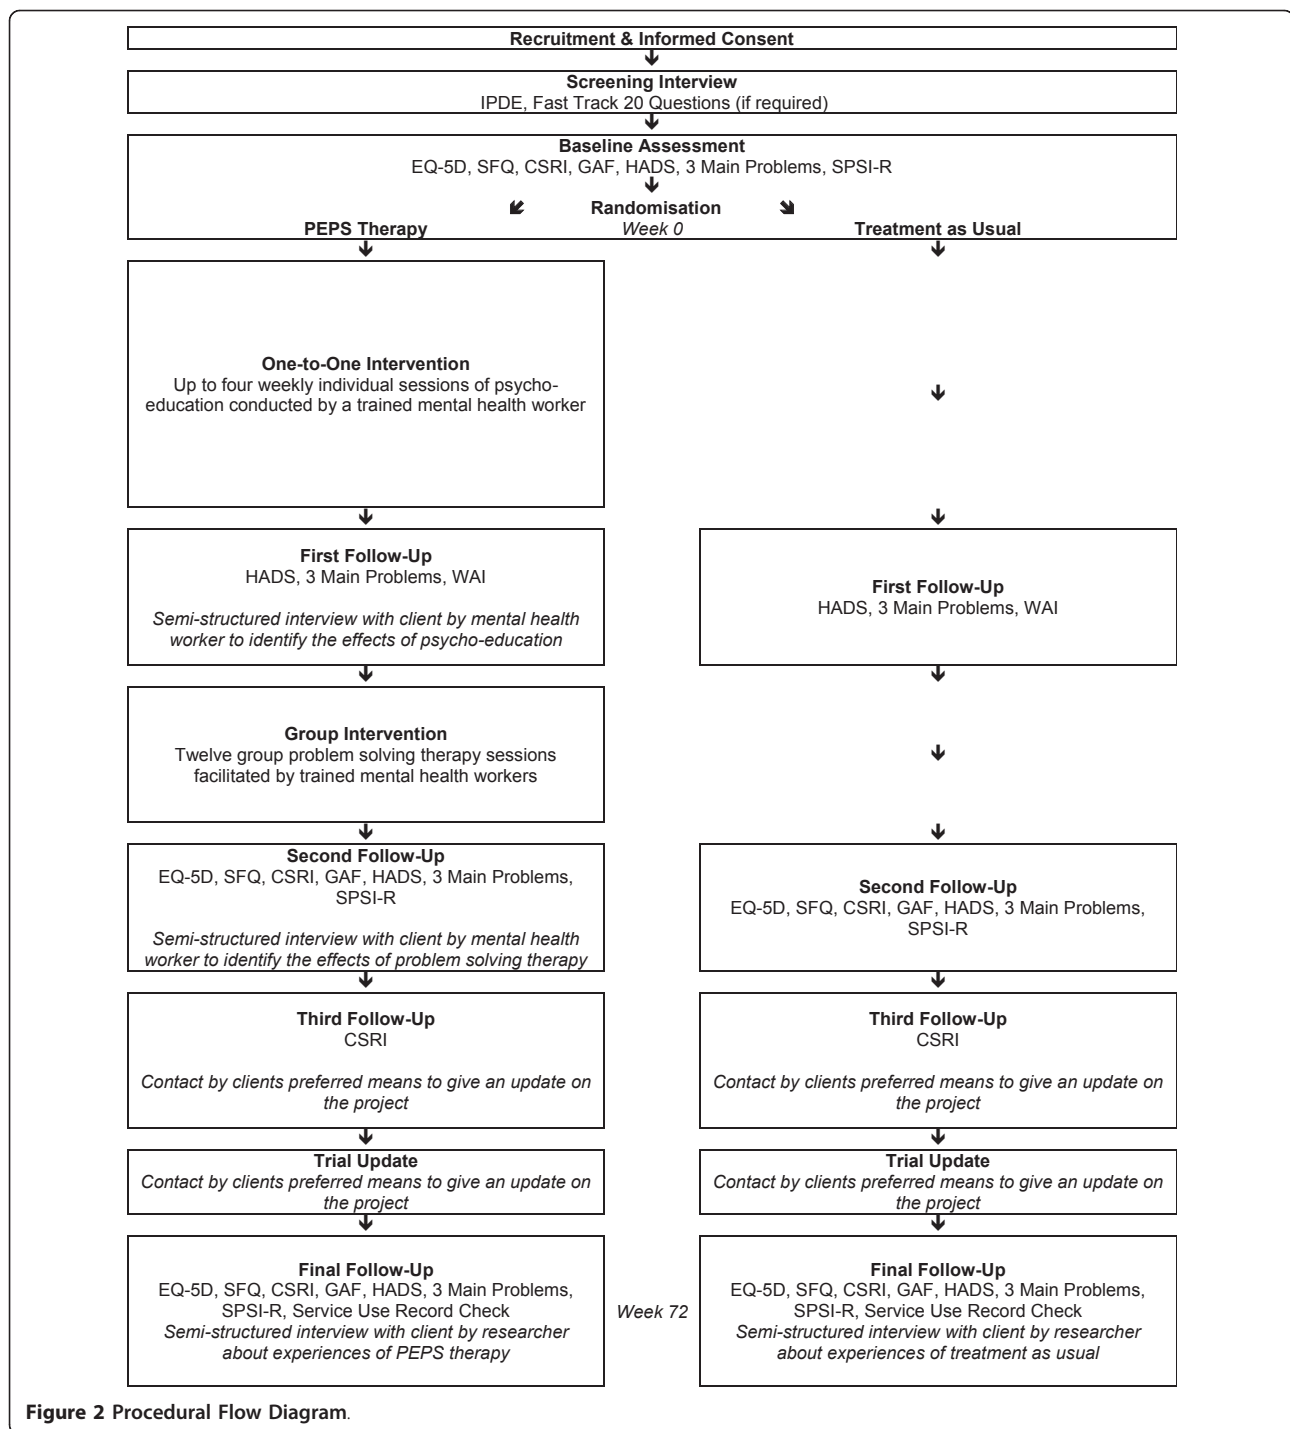 Recruitment & Informed Consent
Screening Interview
IPDE, Fast Track 20 Questions (if required)
Baseline Assessment
EQ-5D, SFQ, CSRI, GAF, HADS, 3 Main Problems, SPSI-R
Randomisation
PEPS Therapy
Week 0
Treatment as Usual
One-to-One Intervention
Up to four weekly individual sessions of psycho-
education conducted by a trained mental health worker
First Follow-Up
HADS, 3 Main Problems, WAI
Semi-structured interview with client by mental health
worker to identify the effects of psycho-education
First Follow-Up
HADS, 3 Main Problems, WAI
Group Intervention
Twelve group problem solving therapy sessions
facilitated by trained mental health workers
Second Follow-Up
EQ-5D, SFQ, CSRI, GAF, HADS, 3 Main Problems,
SPSI-R
Semi-structured interview with client by mental health
worker to identify the effects of problem solving therapy
Second Follow-Up
EQ-5D, SFQ, CSRI, GAF, HADS, 3 Main Problems,
SPSI-R
Third Follow-Up
CSRI
Contact by clients preferred means to give an update on
the project
Third Follow-Up
CSRI
Contact by clients preferred means to give an update on
the project
Trial Update
Contact by clients preferred means to give an update on
the project
Trial Update
Contact by clients preferred means to give an update on
the project
Final Follow-Up
EQ-5D, SFQ, CSRI, GAF, HADS, 3 Main Problems,
SPSI-R, Service Use Record Check
Semi-structured interview with client by researcher
about experiences of PEPS therapy
Week 72
Final Follow-Up
EQ-5D, SFQ, CSRI, GAF, HADS, 3 Main Problems,
SPSI-R, Service Use Record Check
Semi-structured interview with client by researcher
about experiences of treatment as usual
Figure 2 Procedural Flow Diagram.